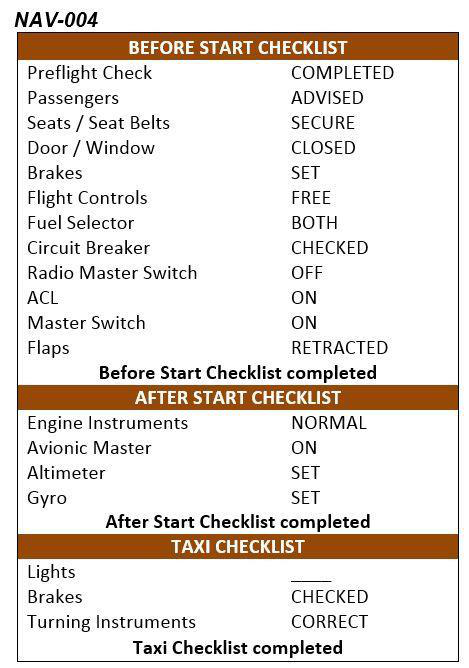 NAV-004
BEFORE START CHECKLIST
Preflight Check COMPLETED
Passengers ADVISED
Seats / Seat Belts SECURE
Door / Window CLOSED
Brakes SET
Flight Controls FREE
Fuel Selector BOTH
Circuit Breaker CHECKED
Radio Master Switch OFF
ACL ON
Master Switch ON
Flaps RETRACTED
Before Start Checklist completed
AFTER START CHECKLIST
Engine Instruments NORMAL
Avionic Master ON
Altimeter SET
Gyro SET
After Start Checklist completed
TAXI CHECKLIST
Lights ____
Brakes CHECKED
Turning Instruments CORRECT
Taxi Checklist completed